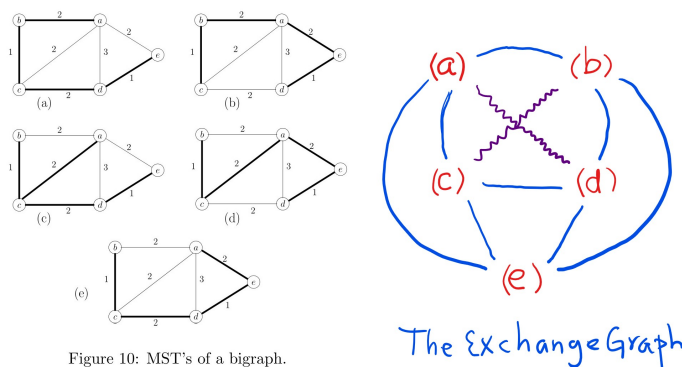 b 2 a 2 e 1 2 3 1 c 2 d
(a)
b 2 a 2 e 1 2 3 1 c 2 d
(b)
b 2 a 2 e 1 2 3 1 c 2 d
(c)
b 2 a 2 e 1 2 3 1 c 2 d
(d)
b 2 a 2 e 1 2 3 1 c 2 d
(e)
Figure 10: MST's of a bigraph.
(a) (b)
(c) (d)
(e)
The Exchange Graph